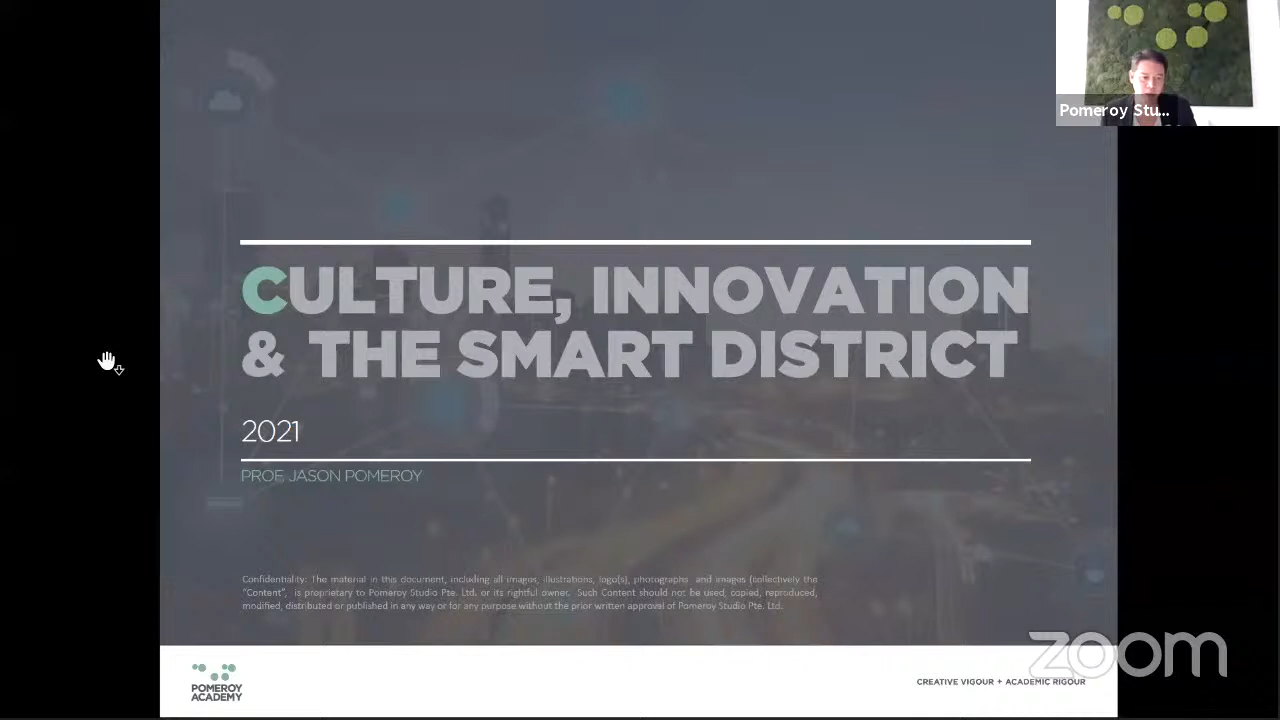 Pomeroy Stu...
CULTURE, INNOVATION
& THE SMART DISTRICT
2021
PROF JASON POMEROY
Confidentiality: The material in this document, including all images, illustrations, logo(s), photographs and images (collectively the
"Content", is proprietary to Pomeroy Studio Pte. Ltd. or its rightful owner. Such Content should not be used, copied, reproduced,
modified, distributed or published in any way or for any purpose without the prior written approval of Pomeroy Studio Pte. Ltd.
zoom
POMEROY
ACADEMY
CREATIVE VIGOUR + ACADEMIC RIGOUR